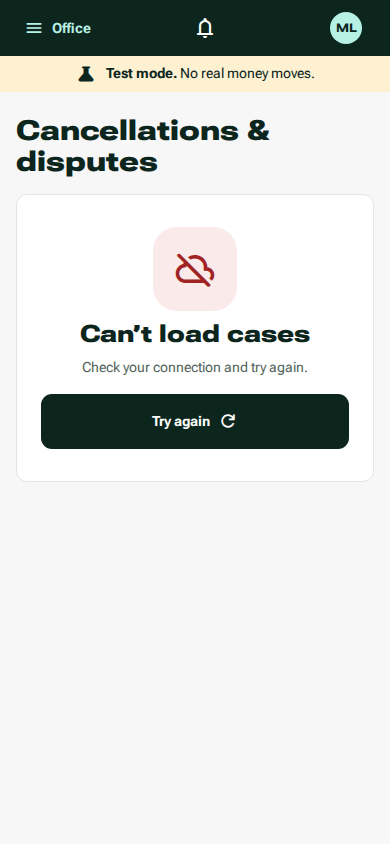 Office
ML
Test mode. No real money moves.
Cancellations &
disputes
Can’t load cases
Check your connection and try again.
Try again